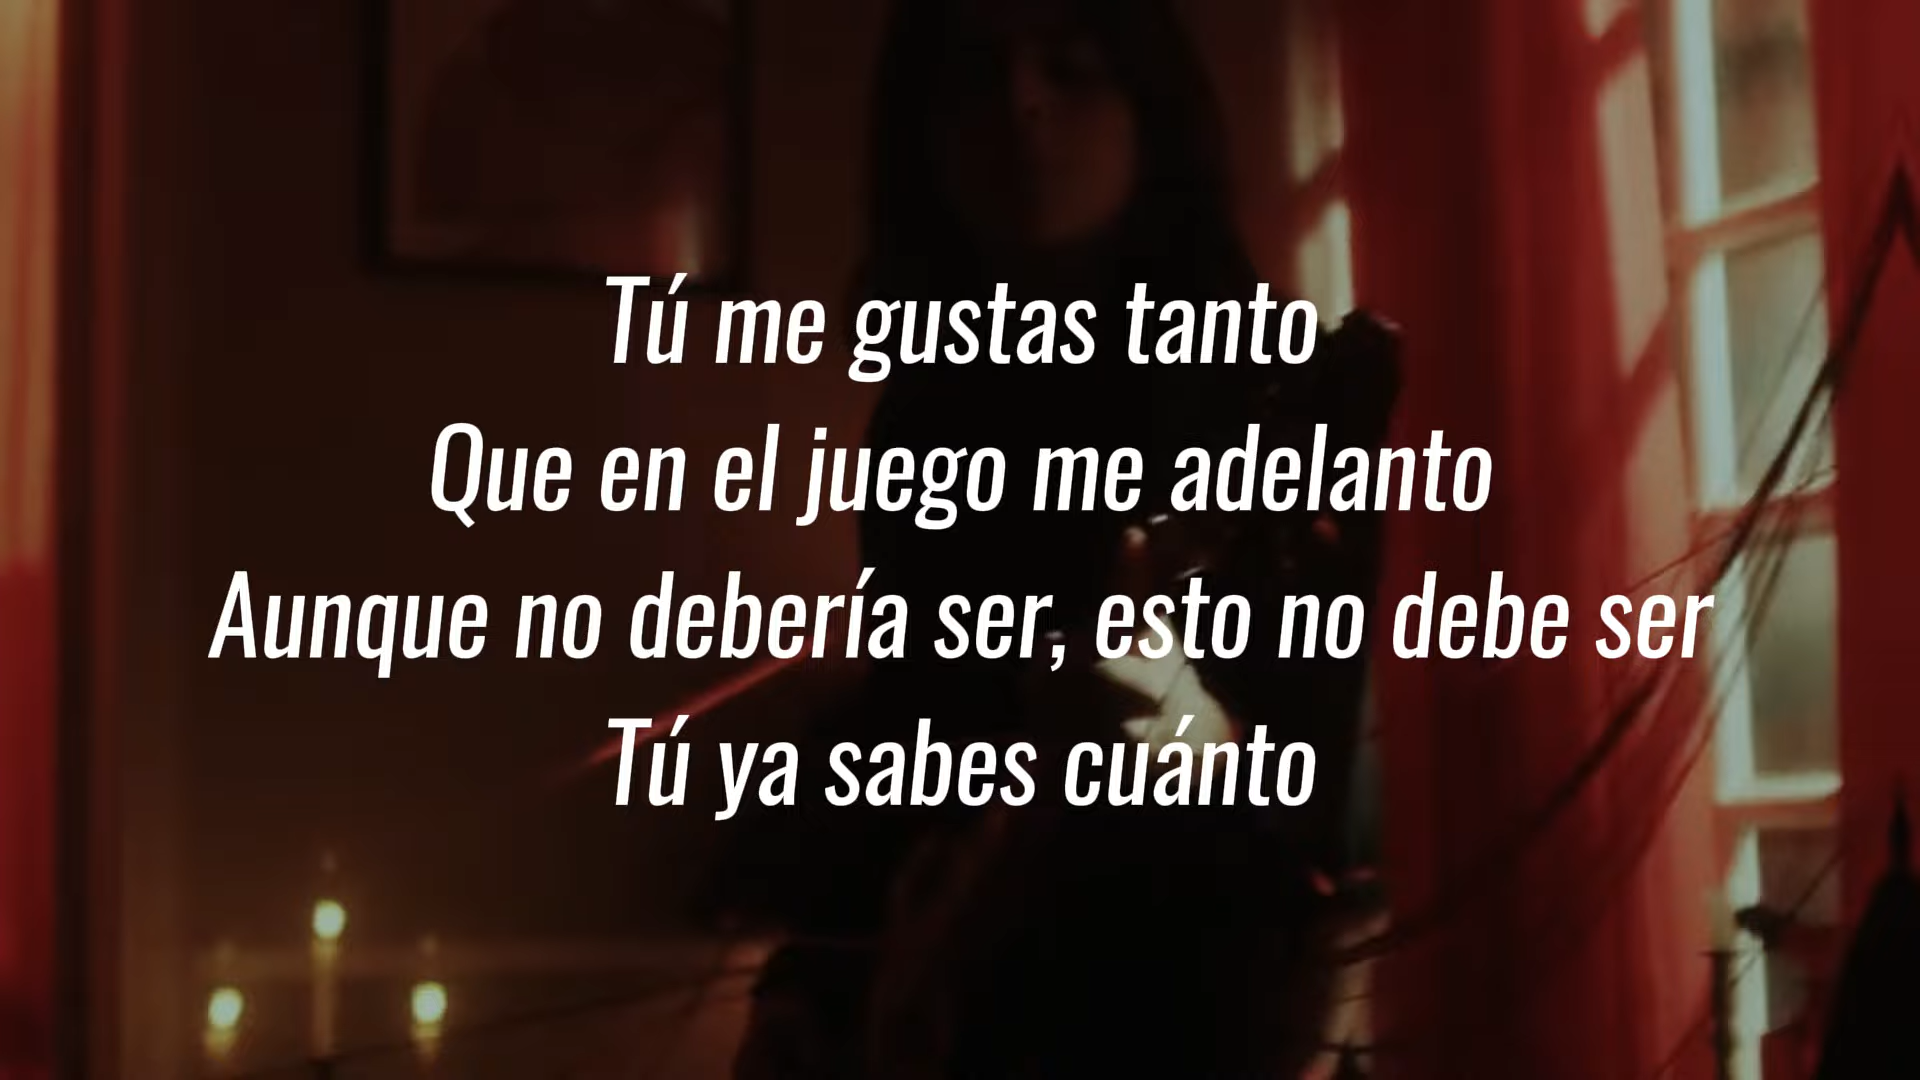 Tú me gustas tanto
Que en el juego me adelanto
Aunque no debería ser, esto no debe ser
Tú ya sabes cuánto